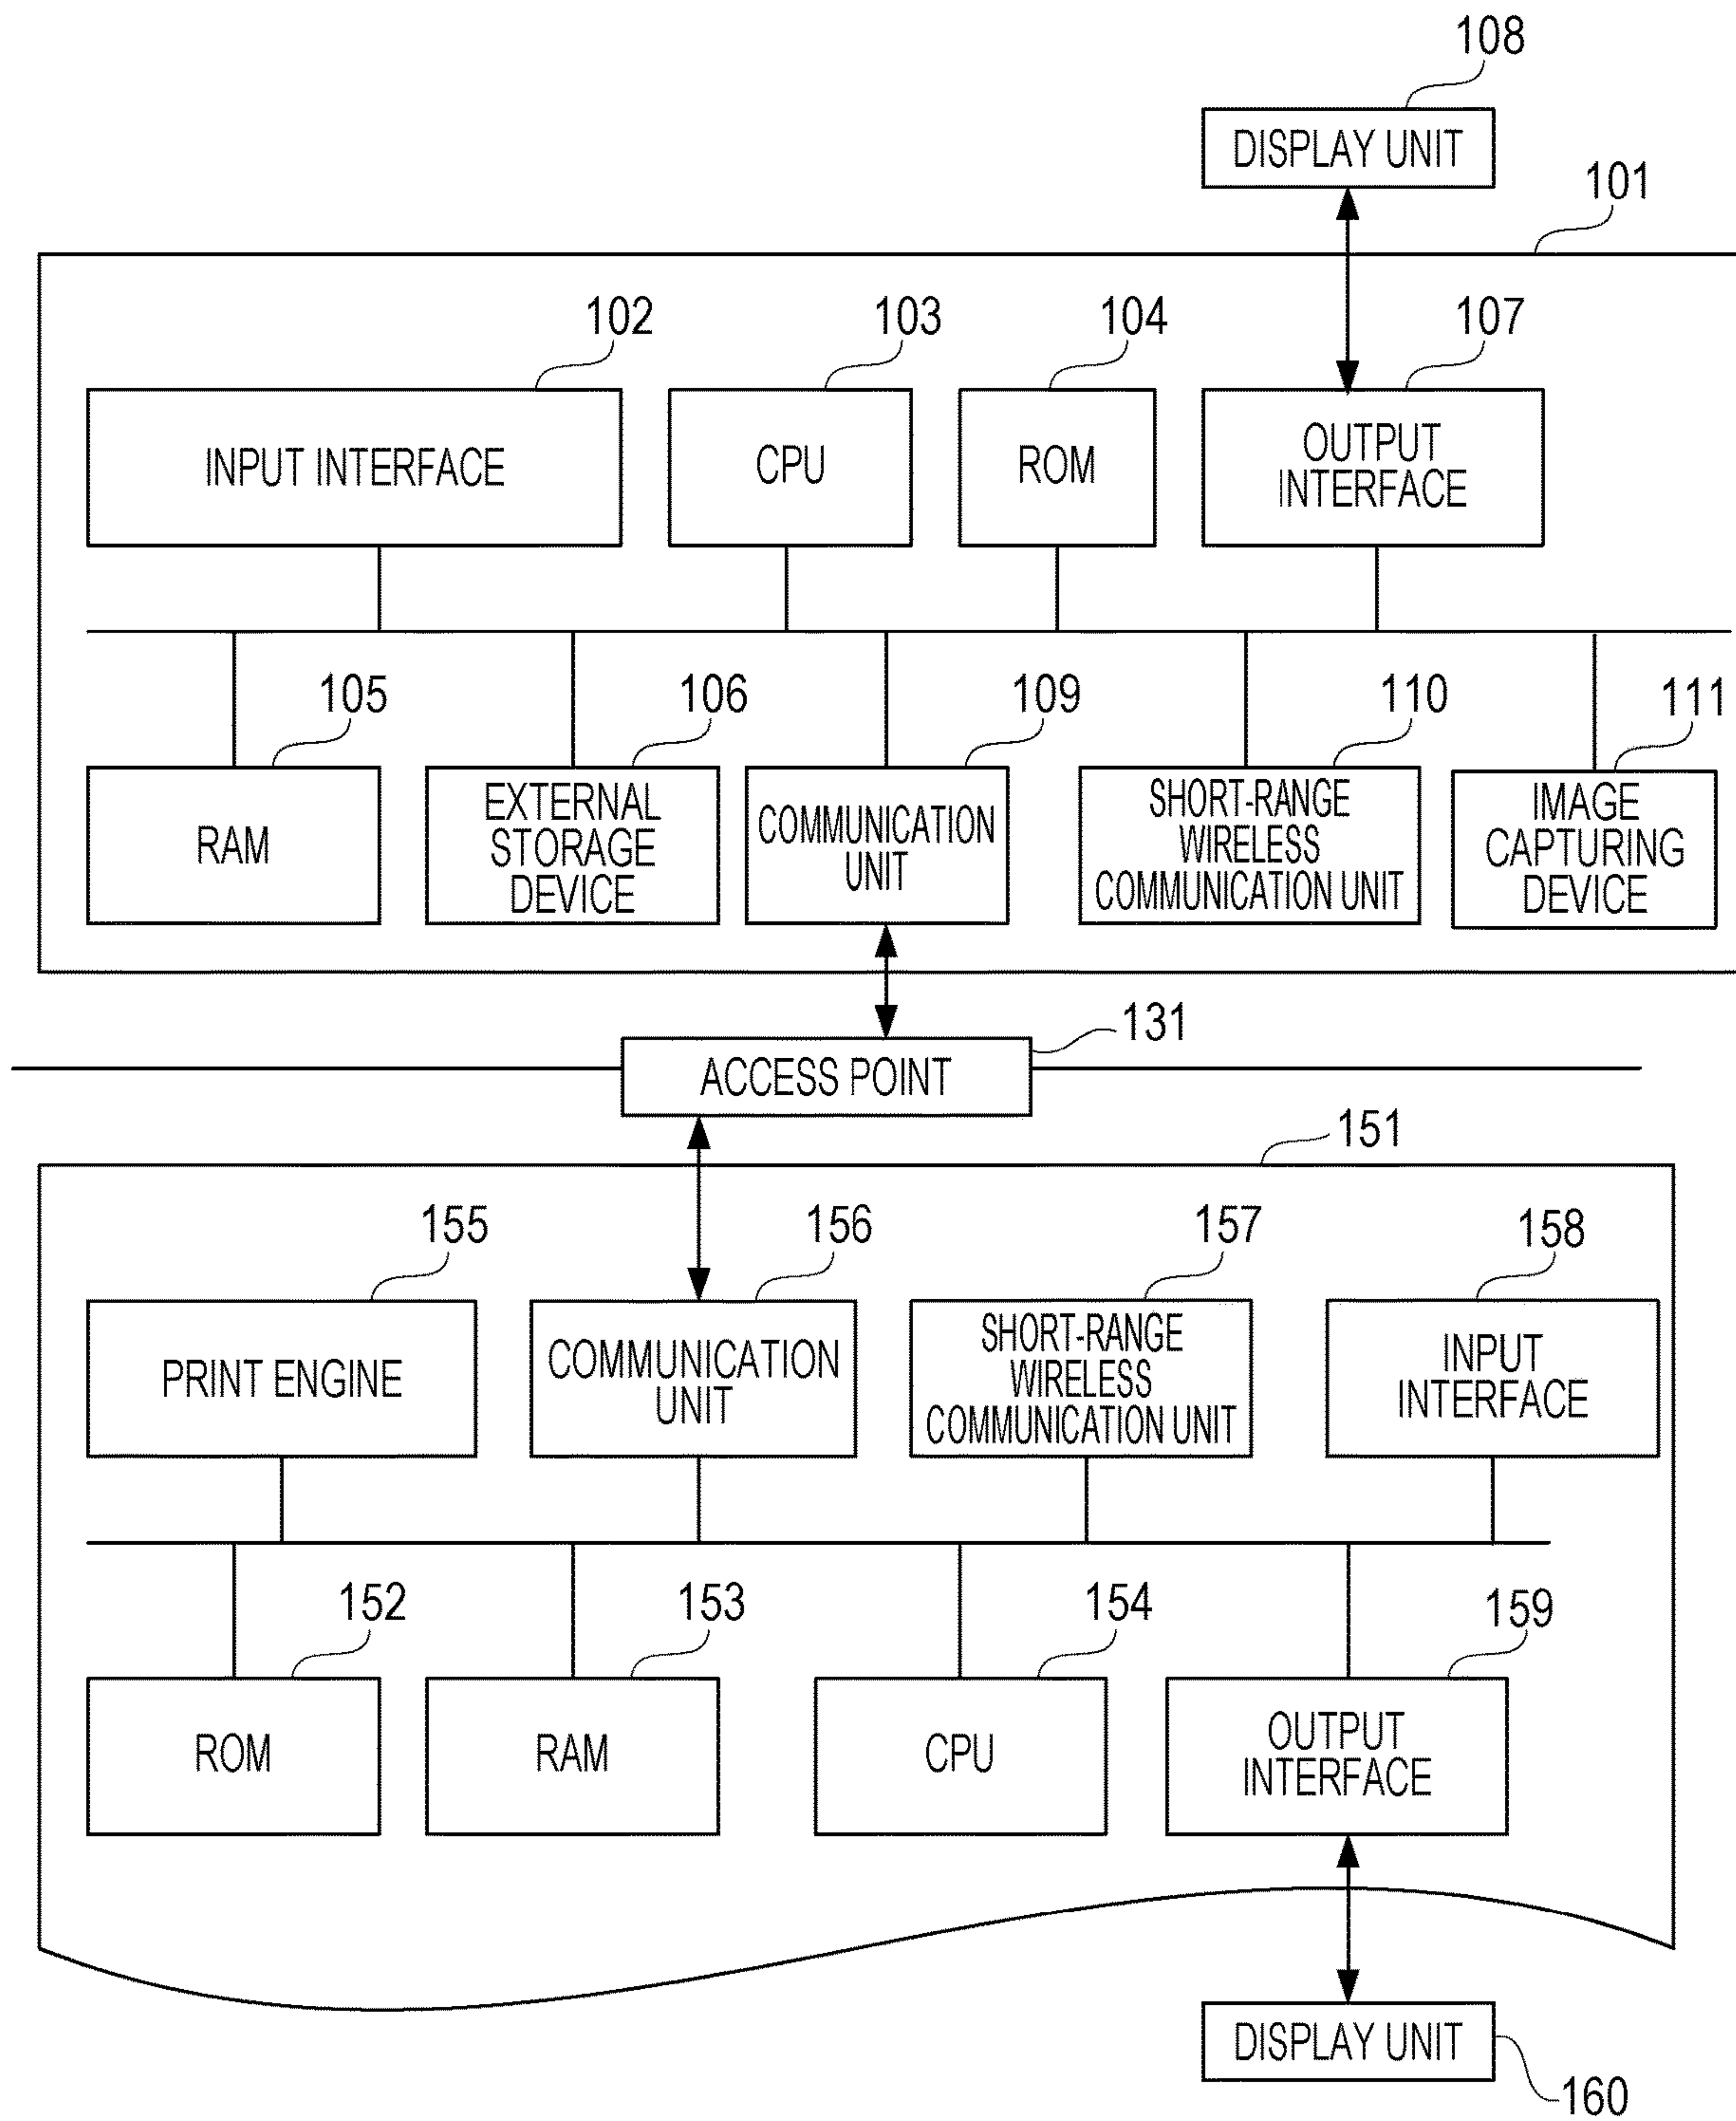 108
DISPLAY UNIT
101
102
103
104
107
INPUT INTERFACE
CPU
ROM
OUTPUT
INTERFACE
105
106
109
110
111
RAM
EXTERNAL
STORAGE
DEVICE
COMMUNICATION
UNIT
SHORT-RANGE
WIRELESS
COMMUNICATION UNIT
IMAGE
CAPTURING
DEVICE
131
ACCESS POINT
151
155
156
157
158
PRINT ENGINE
COMMUNICATION
UNIT
SHORT-RANGE
WIRELESS
COMMUNICATION UNIT
INPUT
INTERFACE
152
153
154
159
ROM
RAM
CPU
OUTPUT
INTERFACE
DISPLAY UNIT
160